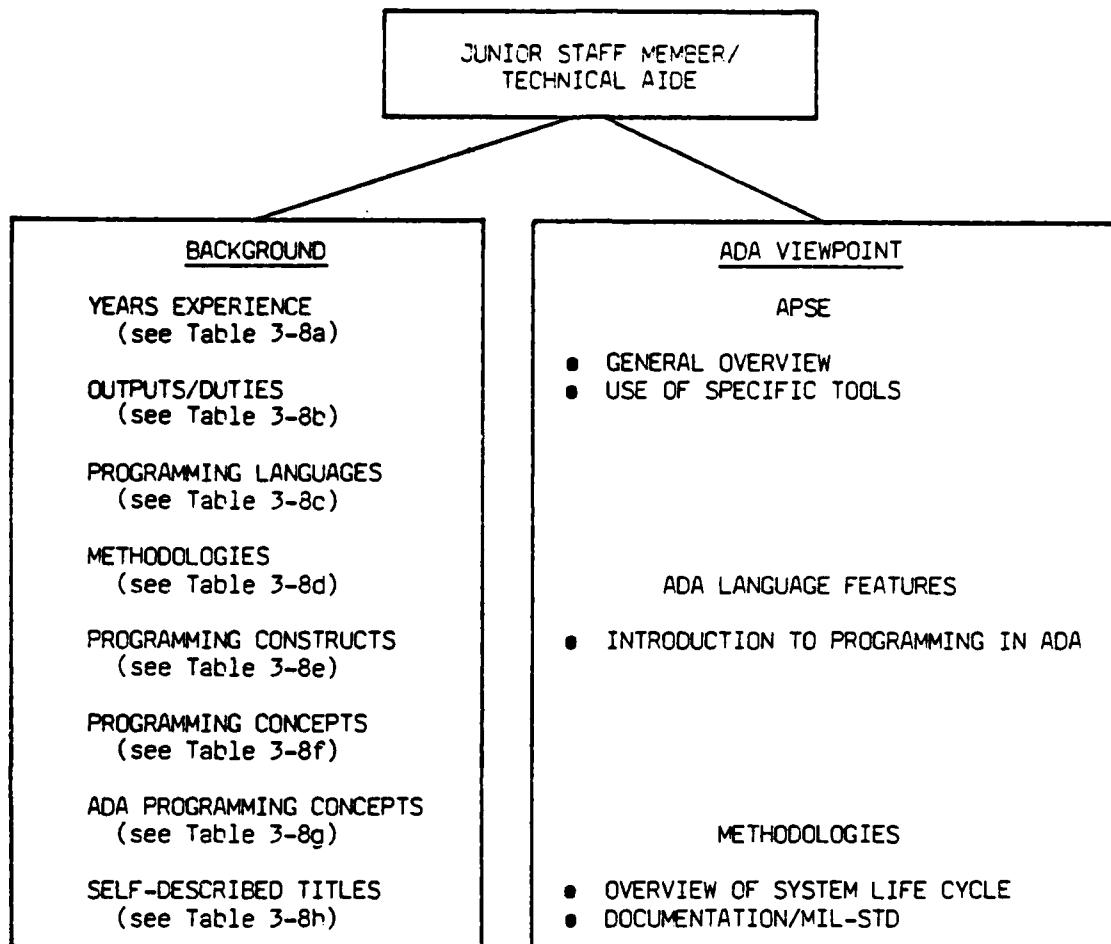 JUNIOR STAFF MEMBER/
TECHNICAL AIDE
BACKGROUND
YEARS EXPERIENCE
(see Table 3-8a)
OUTPUTS/DUTIES
(see Table 3-8b)
PROGRAMMING LANGUAGES
(see Table 3-8c)
METHODOLOGIES
(see Table 3-8d)
PROGRAMMING CONSTRUCTS
(see Table 3-8e)
PROGRAMMING CONCEPTS
(see Table 3-8f)
ADA PROGRAMMING CONCEPTS
(see Table 3-8g)
SELF-DESCRIBED TITLES
(see Table 3-8h)
ADA VIEWPOINT
APSE
• GENERAL OVERVIEW
• USE OF SPECIFIC TOOLS
ADA LANGUAGE FEATURES
• INTRODUCTION TO PROGRAMMING IN ADA
METHODOLOGIES
• OVERVIEW OF SYSTEM LIFE CYCLE
• DOCUMENTATION/MIL-STD